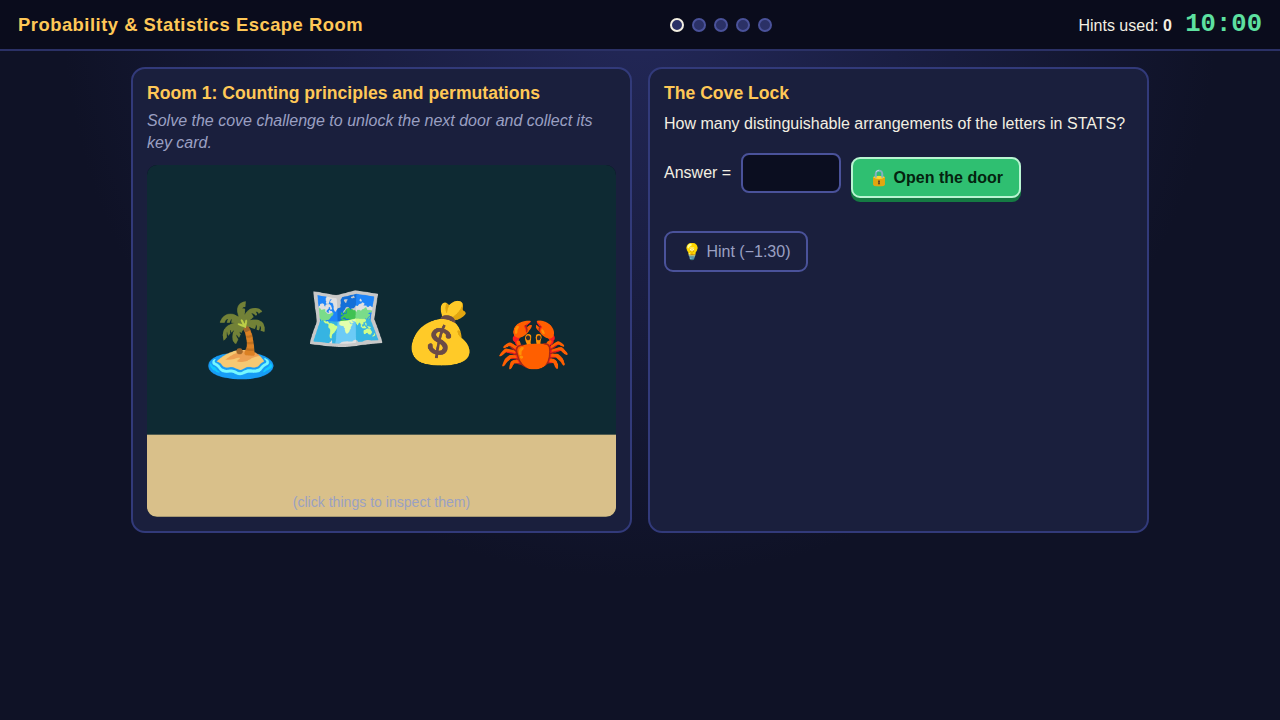 Probability & Statistics Escape Room
Hints used: 0 10:00
Room 1: Counting principles and permutations
Solve the cove challenge to unlock the next door and collect its
key card.
(click things to inspect them)
The Cove Lock
How many distinguishable arrangements of the letters in STATS?
Answer =
🔒 Open the door
💡 Hint (−1:30)